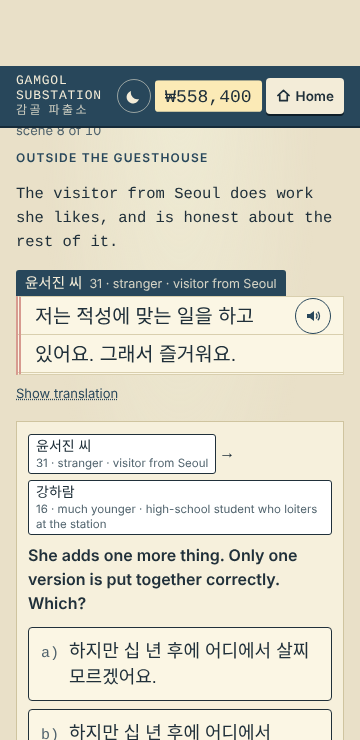 GAMGOL
SUBSTATION
감골 파출소
₩558,400
Home
scene 8 of 10
OUTSIDE THE GUESTHOUSE
The visitor from Seoul does work
she likes, and is honest about the
rest of it.
윤서진 씨 31 · stranger · visitor from Seoul
저는 적성에 맞는 일을 하고
있어요. 그래서 즐거워요.
Show translation
윤서진 씨
31 · stranger · visitor from Seoul
→
강하람
16 · much younger · high-school student who loiters
at the station
She adds one more thing. Only one
version is put together correctly.
Which?
a) 하지만 십 년 후에 어디에서 살찌
모르겠어요.
b) 하지만 십 년 후에 어디에서